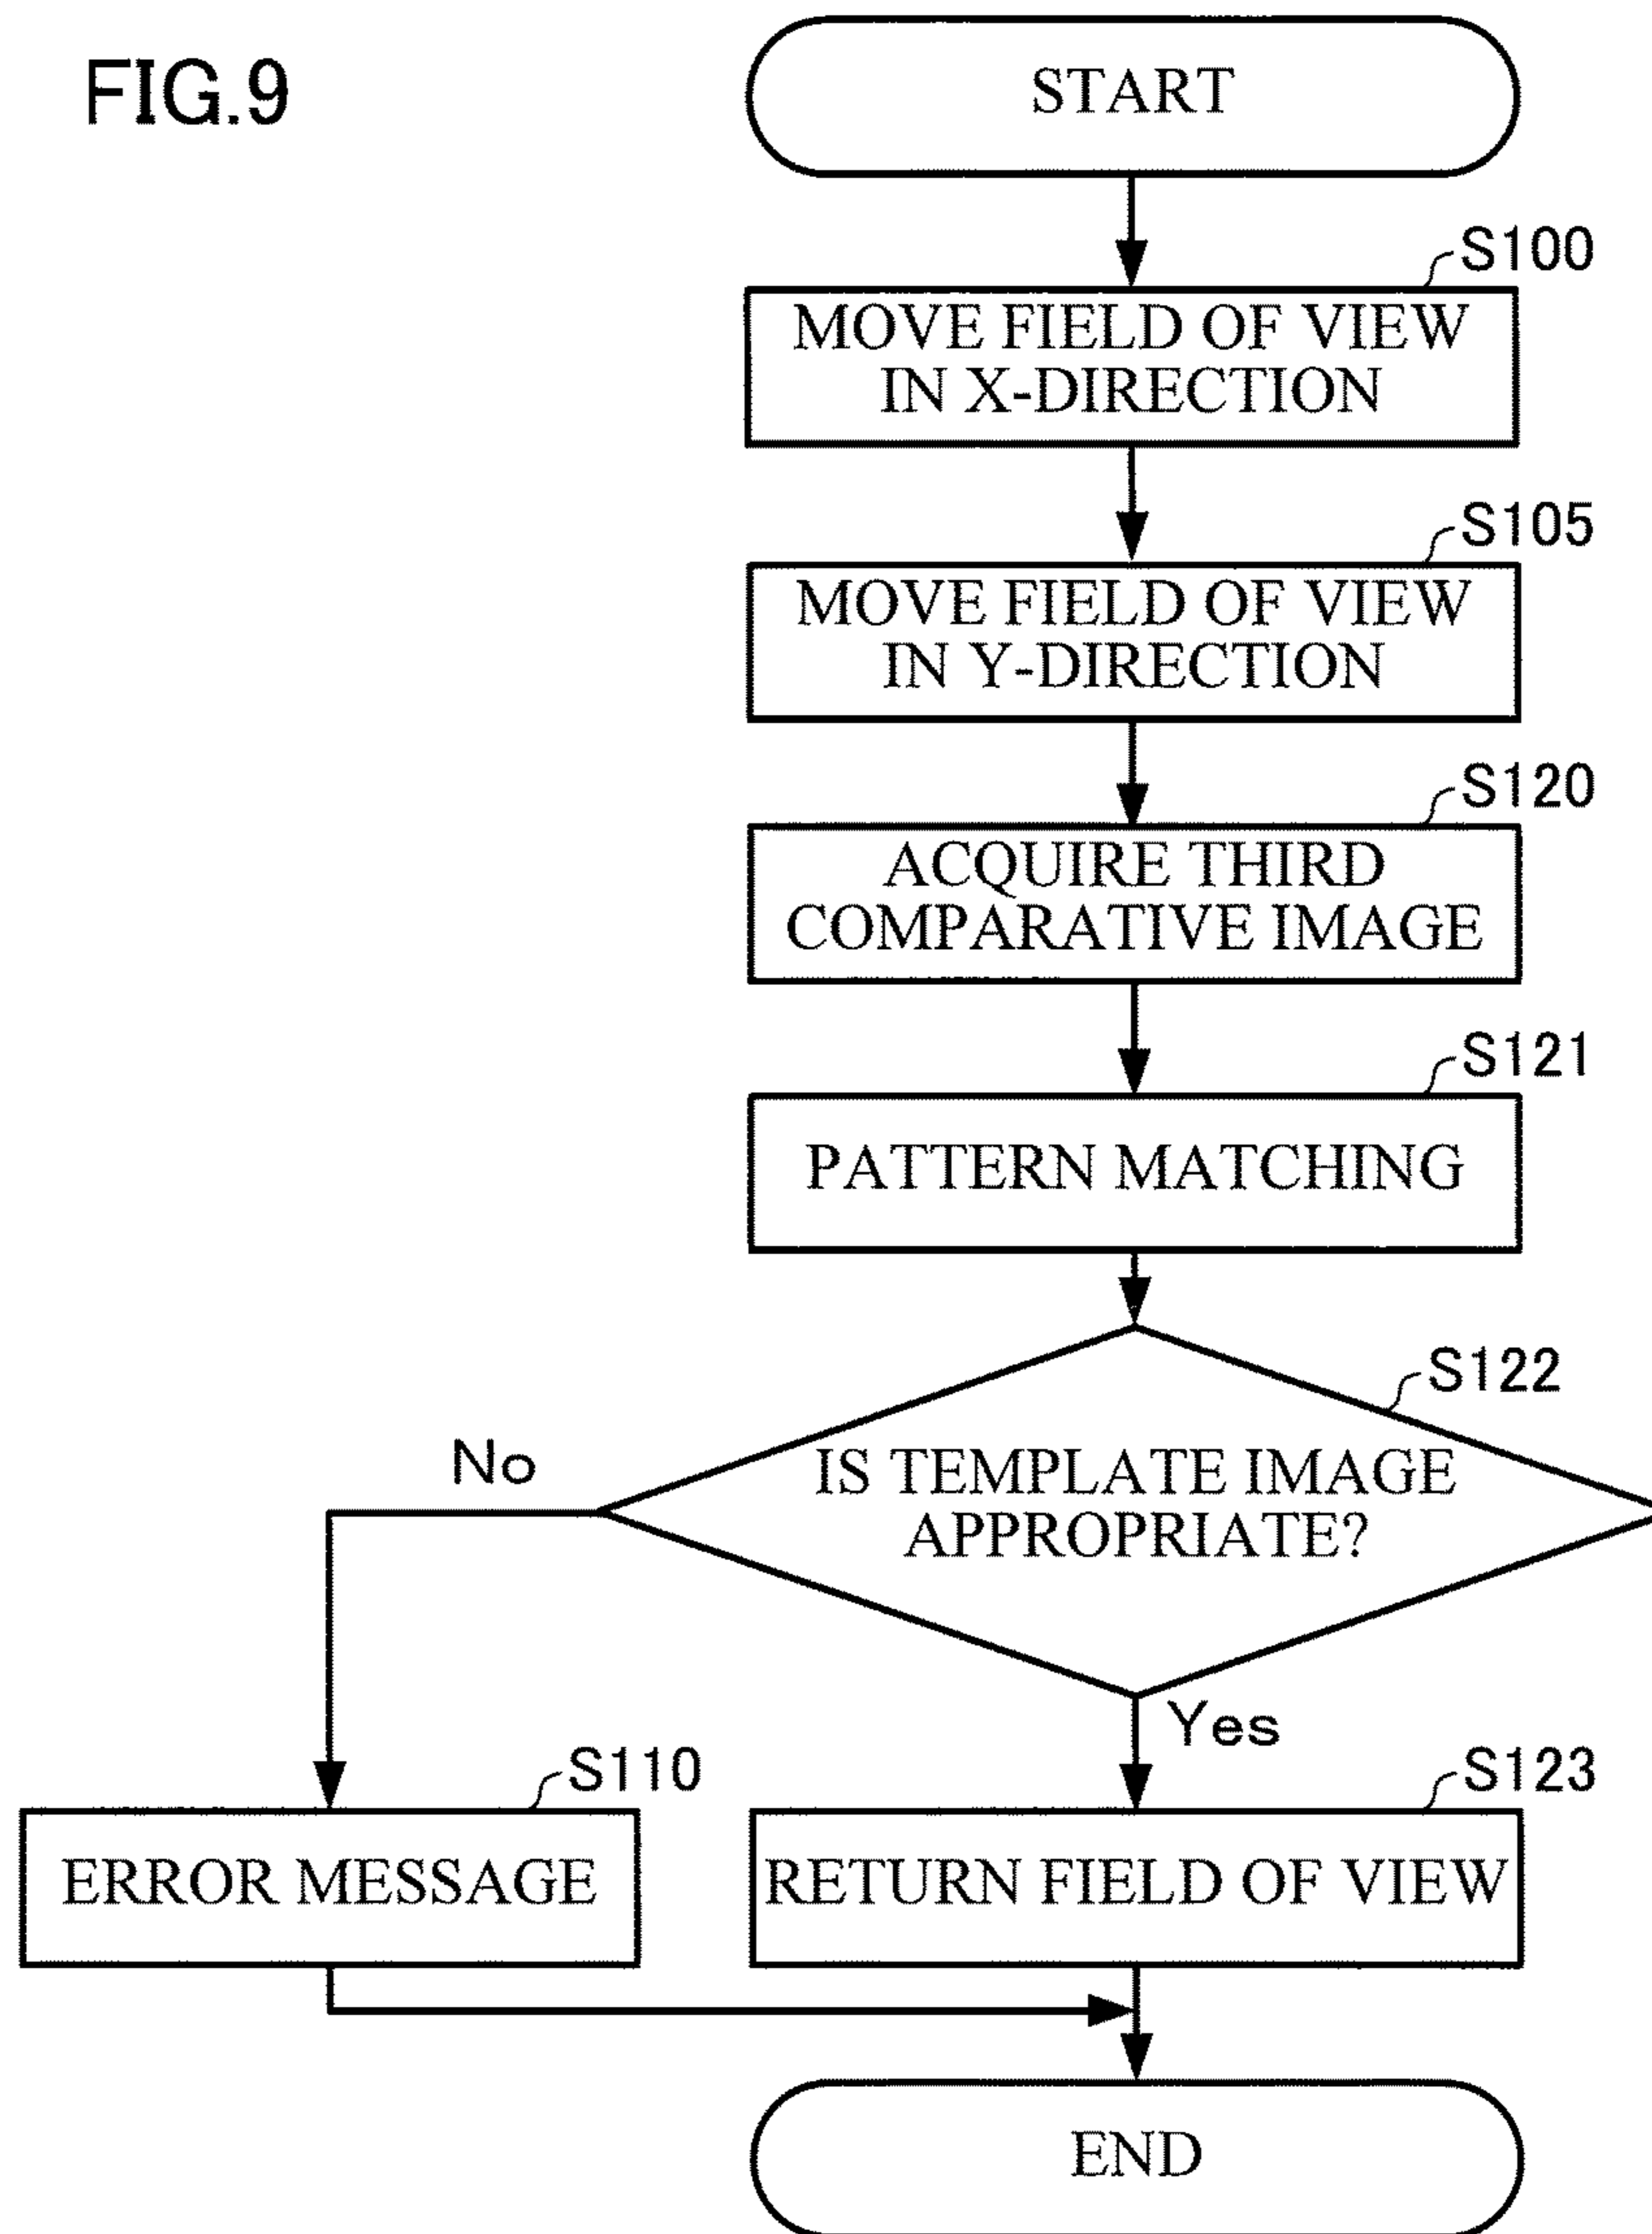 FIG.9
START
S100
MOVE FIELD OF VIEW
IN X-DIRECTION
S105
MOVE FIELD OF VIEW
IN Y-DIRECTION
S120
ACQUIRE THIRD
COMPARATIVE IMAGE
S121
PATTERN MATCHING
S122
IS TEMPLATE IMAGE
APPROPRIATE?
No
Yes
S110
ERROR MESSAGE
S123
RETURN FIELD OF VIEW
END